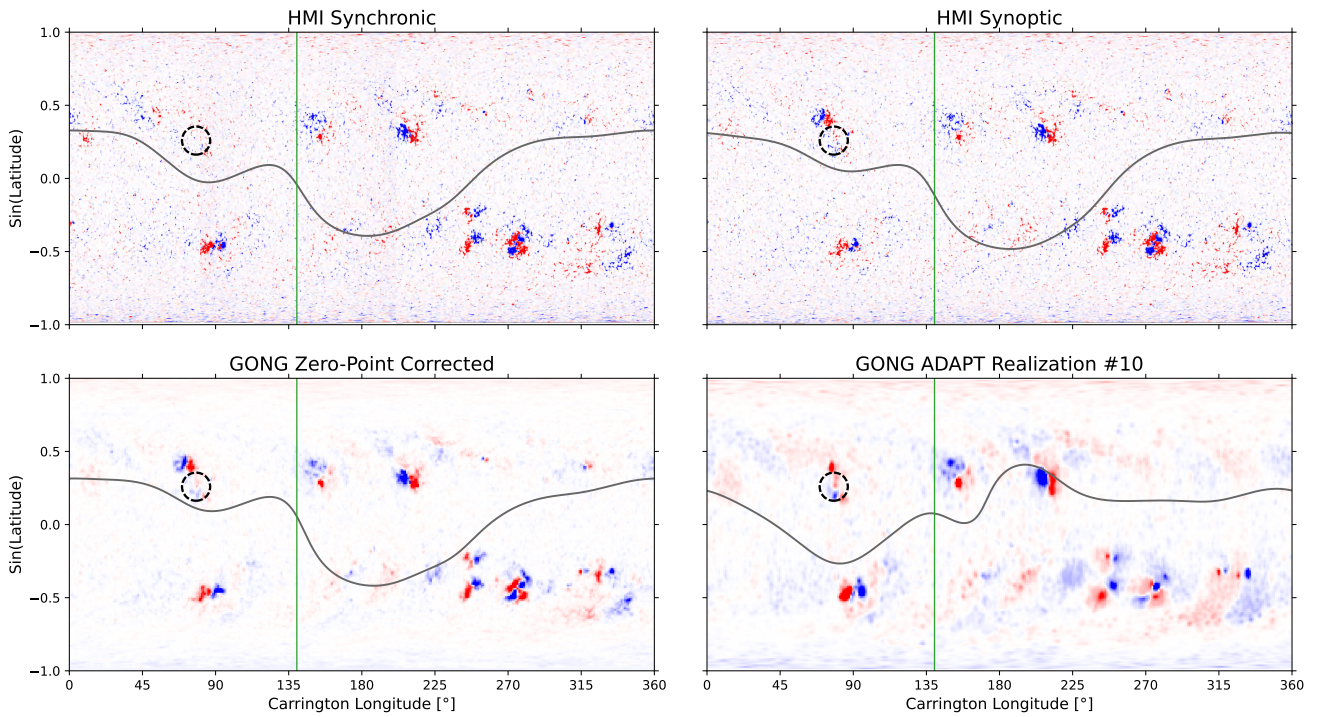 HMI Synchronic
HMI Synoptic
1.0
0.5
0.0
−0.5
−1.0
Sin(Latitude)
GONG Zero-Point Corrected
GONG ADAPT Realization #10
1.0
0.5
0.0
−0.5
−1.0
Sin(Latitude)
0 45 90 135 180 225 270 315 360
0 45 90 135 180 225 270 315 360
Carrington Longitude [°]
Carrington Longitude [°]